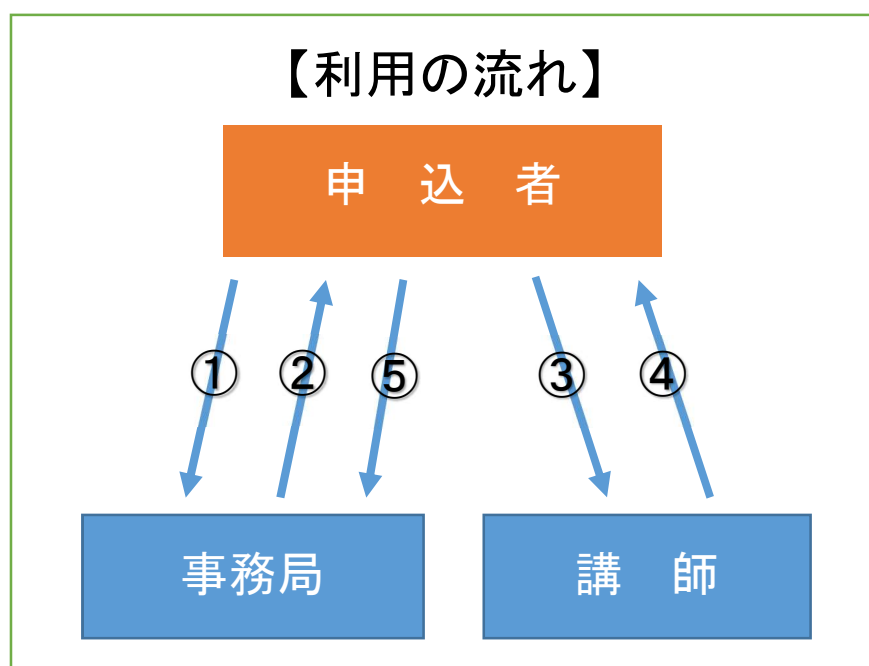 【利用の流れ】
申　込　者
① ② ⑤ ③ ④
事務局
講　師